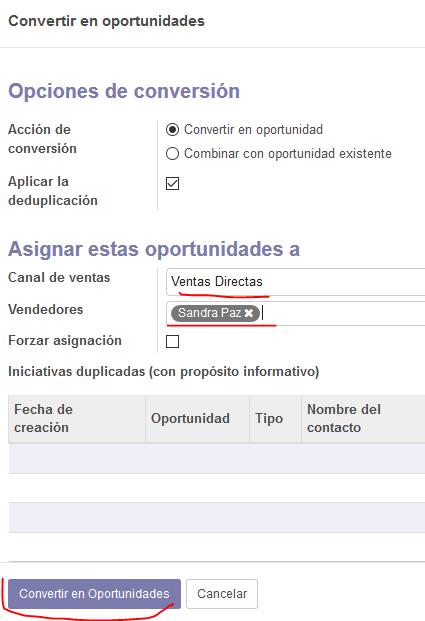 Convertir en oportunidades
Opciones de conversión
Acción de
conversión
Convertir en oportunidad
Combinar con oportunidad existente
Aplicar la
deduplicación
Asignar estas oportunidades a
Canal de ventas
Ventas Directas
Vendedores
Sandra Paz
Forzar asignación
Iniciativas duplicadas (con propósito informativo)
Fecha de
creación
Oportunidad
Tipo
Nombre del
contacto
Convertir en Oportunidades
Cancelar